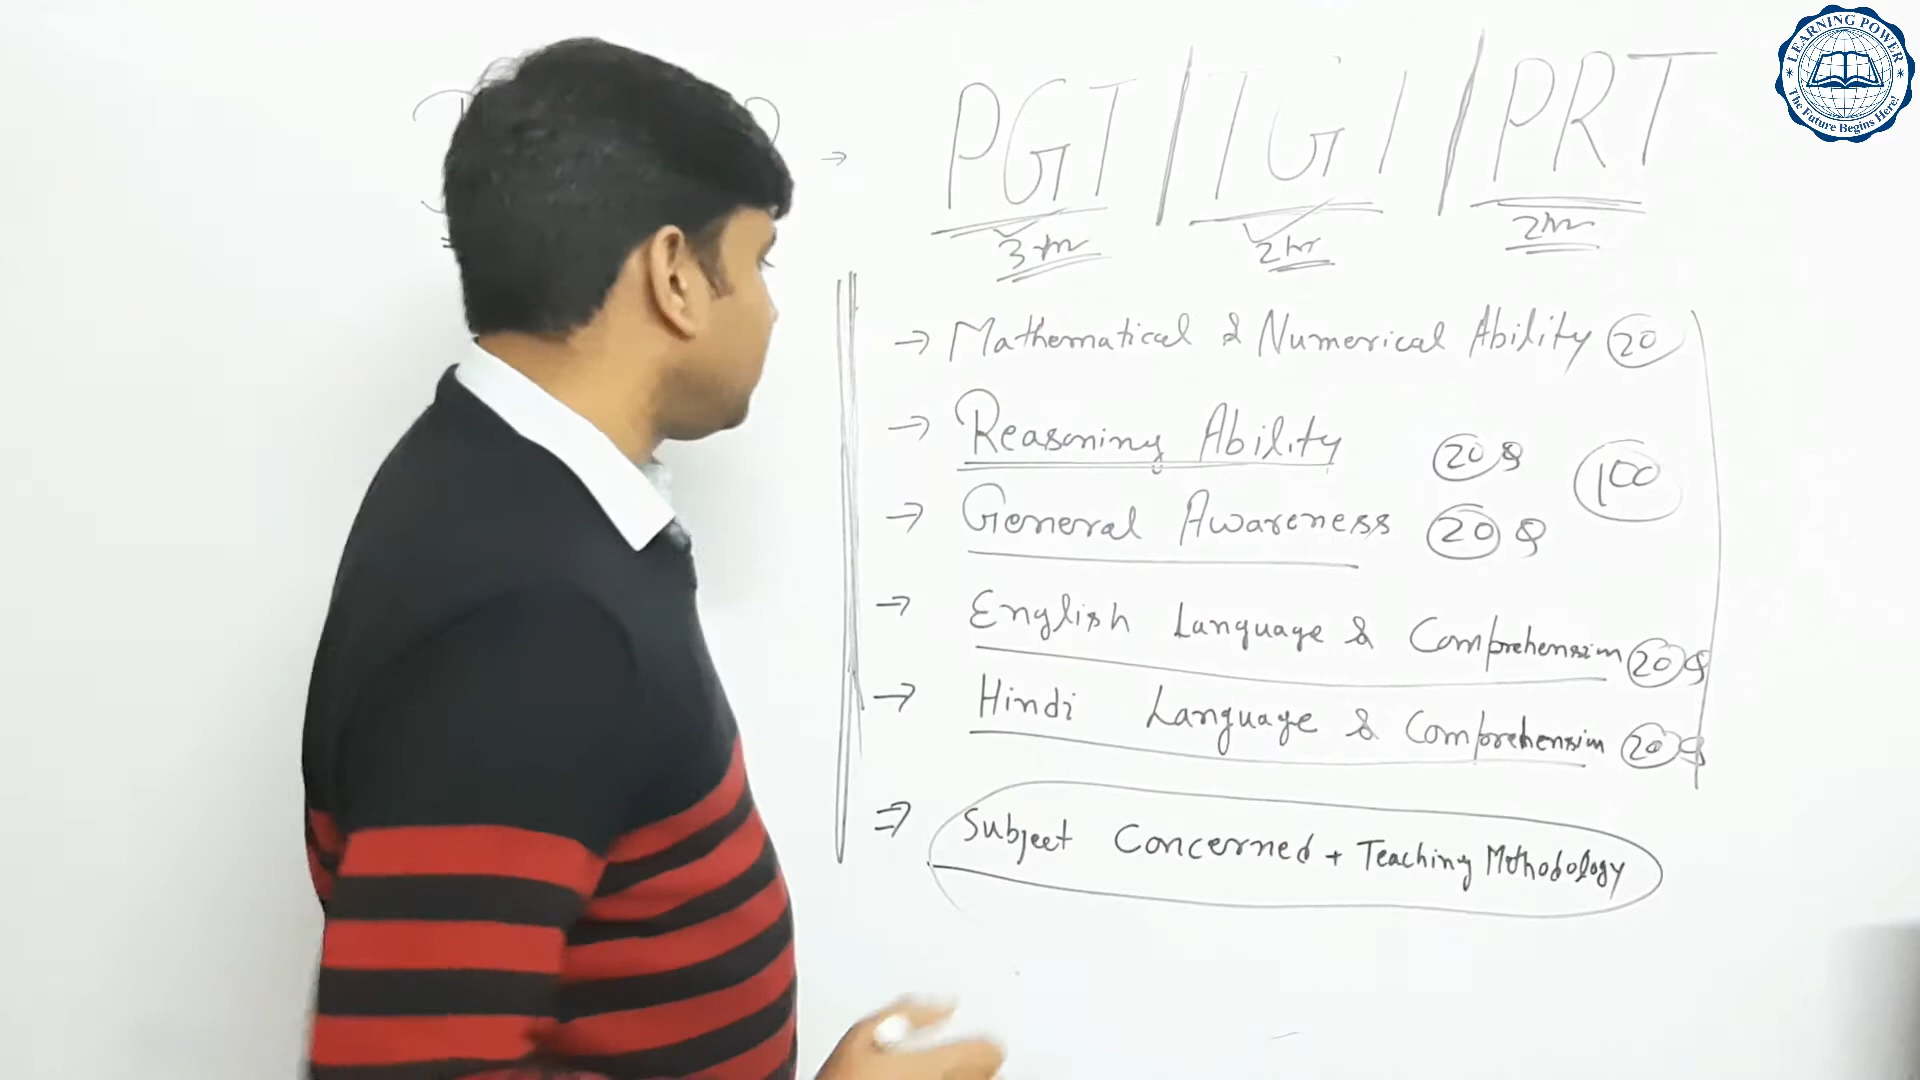 LEARNING POWER
The Future Begins Here!
→ PGT / TGT / PRT
3 hr 2 hr 2 hr
→ Mathematical & Numerical Ability 20
→ Reasoning Ability 20 Q
100
→ General Awareness 20 Q
→ English Language & Comprehension 20 Q
→ Hindi Language & Comprehension 20 Q
⇒ Subject Concerned + Teaching Methodology